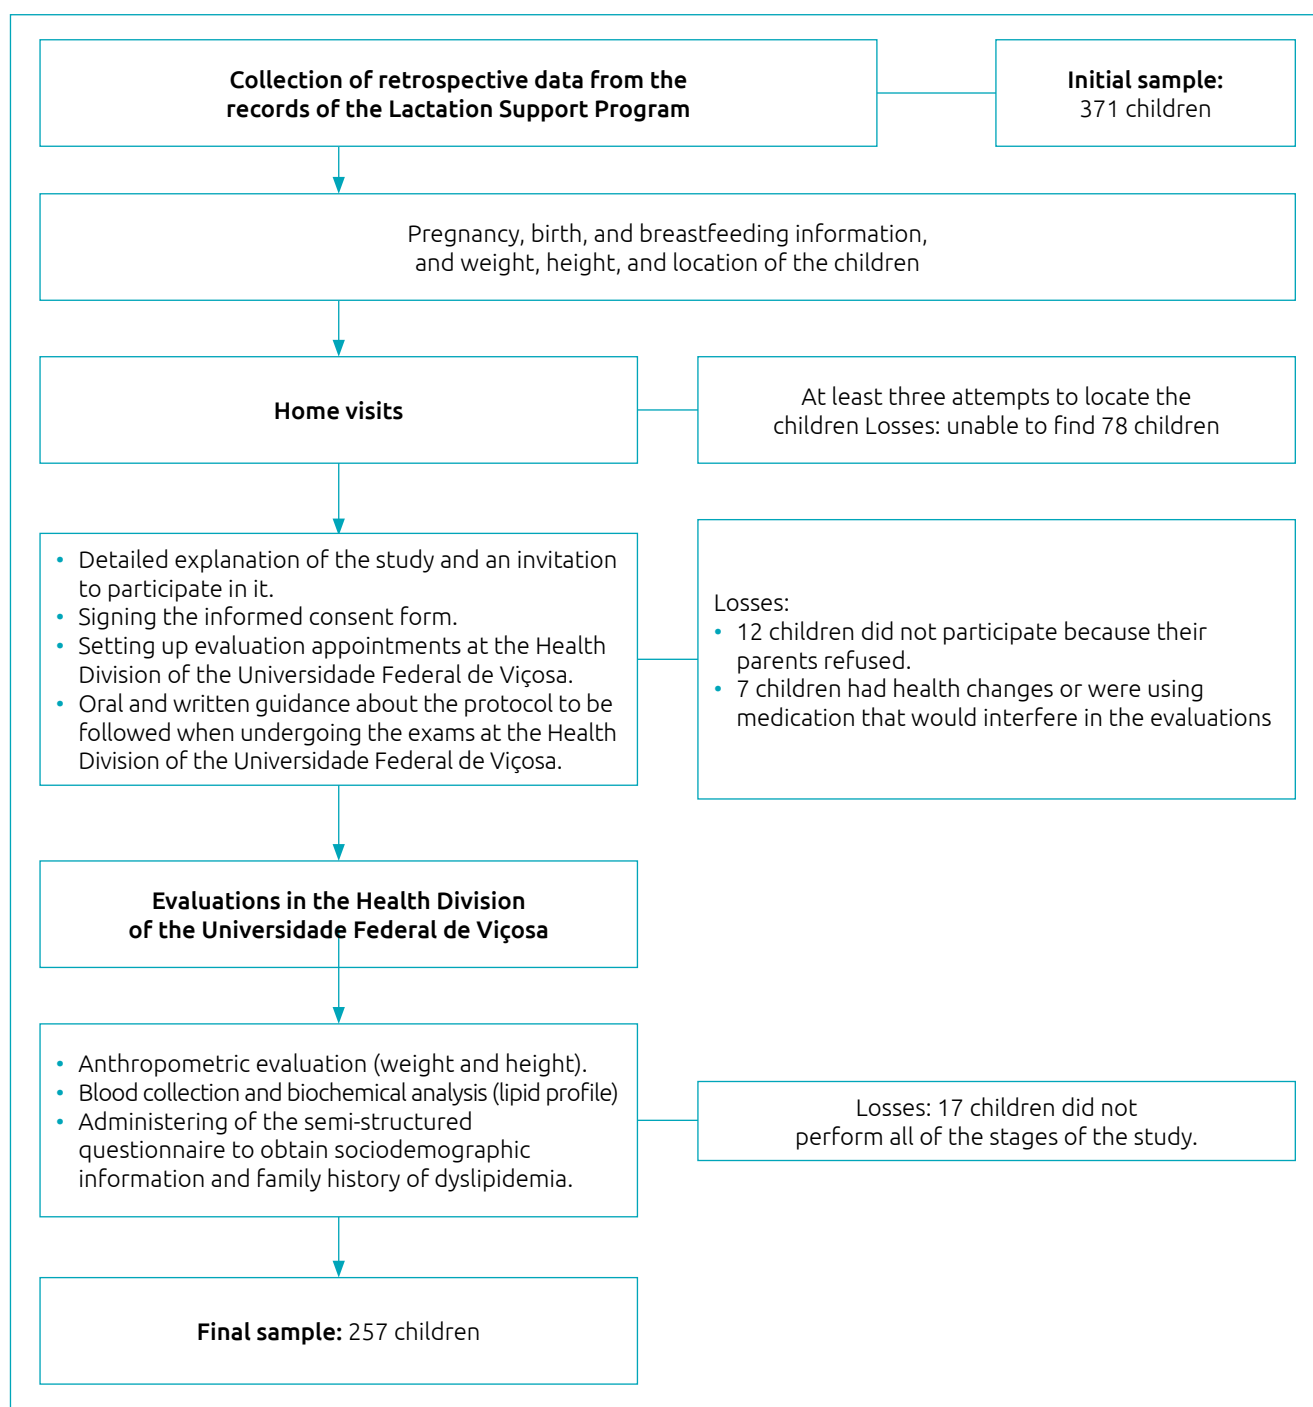 Collection of retrospective data from the
records of the Lactation Support Program
Initial sample:
371 children
Pregnancy, birth, and breastfeeding information,
and weight, height, and location of the children
Home visits
At least three attempts to locate the
children Losses: unable to find 78 children
• Detailed explanation of the study and an invitation
to participate in it.
• Signing the informed consent form.
• Setting up evaluation appointments at the Health
Division of the Universidade Federal de Viçosa.
• Oral and written guidance about the protocol to be
followed when undergoing the exams at the Health
Division of the Universidade Federal de Viçosa.
Losses:
• 12 children did not participate because their
parents refused.
• 7 children had health changes or were using
medication that would interfere in the evaluations
Evaluations in the Health Division
of the Universidade Federal de Viçosa
• Anthropometric evaluation (weight and height).
• Blood collection and biochemical analysis (lipid profile)
• Administering of the semi-structured
questionnaire to obtain sociodemographic
information and family history of dyslipidemia.
Losses: 17 children did not
perform all of the stages of the study.
Final sample: 257 children